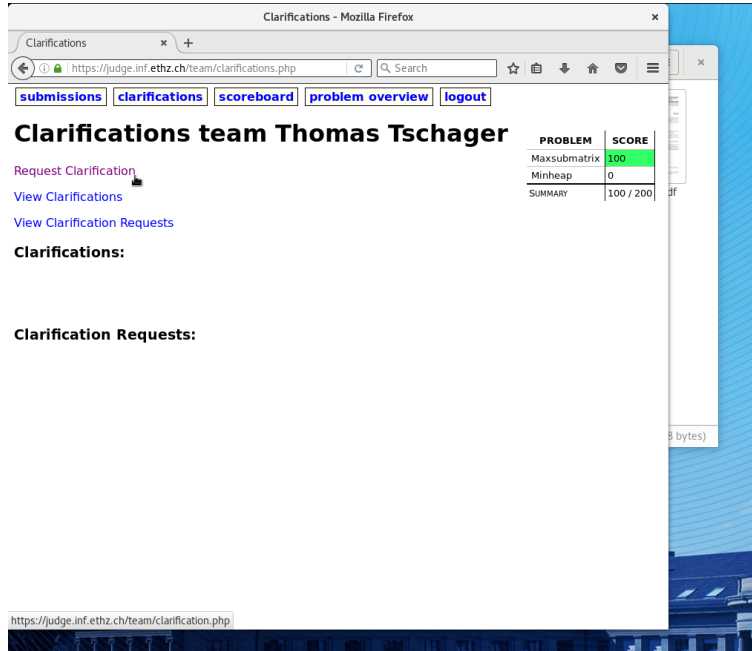 Clarifications - Mozilla Firefox
Clarifications
https://judge.inf.ethz.ch/team/clarifications.php
Search
submissions clarifications scoreboard problem overview logout
Clarifications team Thomas Tschager
PROBLEM SCORE
Maxsubmatrix 100
Minheap 0
SUMMARY 100 / 200
Request Clarification
View Clarifications
View Clarification Requests
Clarifications:
Clarification Requests:
df
bytes)
https://judge.inf.ethz.ch/team/clarification.php